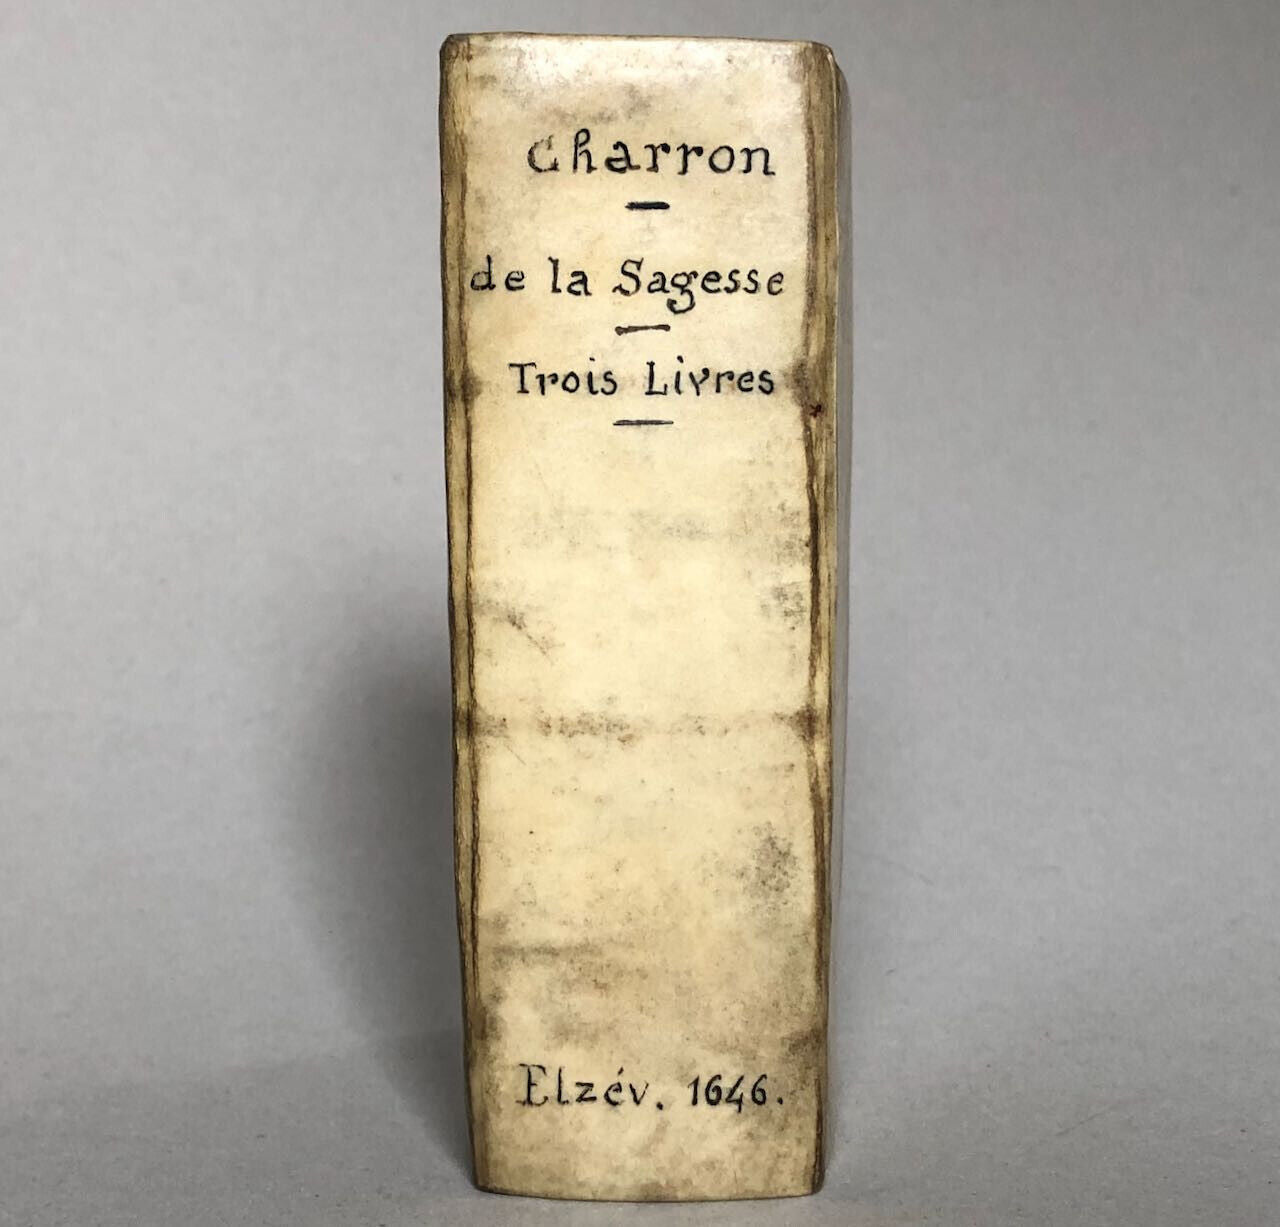 Charron
de la Sagesse
Trois Livres
Elzév. 1646.